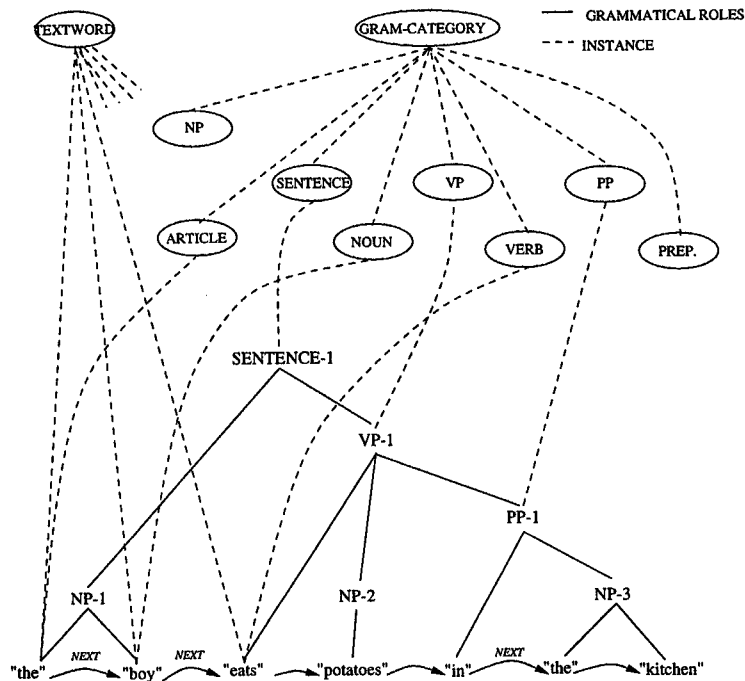 TEXTWORD
GRAM-CATEGORY
GRAMMATICAL ROLES
INSTANCE
NP
SENTENCE
VP
PP
ARTICLE
NOUN
VERB
PREP.
SENTENCE-1
VP-1
PP-1
NP-1
NP-2
NP-3
NEXT
NEXT
NEXT
"the" "boy" "eats" "potatoes" "in" "the" "kitchen"